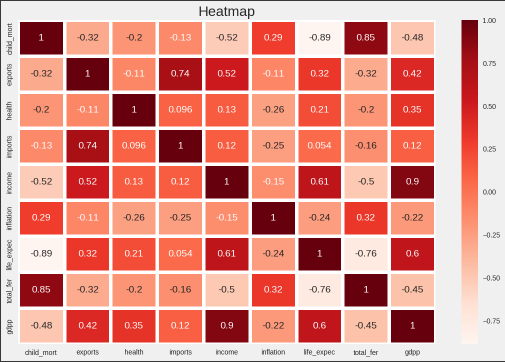 Heatmap
child_mort 1 -0.32 -0.2 -0.13 -0.52 0.29 -0.89 0.85 -0.48
exports -0.32 1 -0.11 0.74 0.52 -0.11 0.32 -0.32 0.42
health -0.2 -0.11 1 0.096 0.13 -0.26 0.21 -0.2 0.35
imports -0.13 0.74 0.096 1 0.12 -0.25 0.054 -0.16 0.12
income -0.52 0.52 0.13 0.12 1 -0.15 0.61 -0.5 0.9
inflation 0.29 -0.11 -0.26 -0.25 -0.15 1 -0.24 0.32 -0.22
life_expec -0.89 0.32 0.21 0.054 0.61 -0.24 1 -0.76 0.6
total_fer 0.85 -0.32 -0.2 -0.16 -0.5 0.32 -0.76 1 -0.45
gdpp -0.48 0.42 0.35 0.12 0.9 -0.22 0.6 -0.45 1
child_mort exports health imports income inflation life_expec total_fer gdpp
1.00
0.75
0.50
0.25
0.00
-0.25
-0.50
-0.75